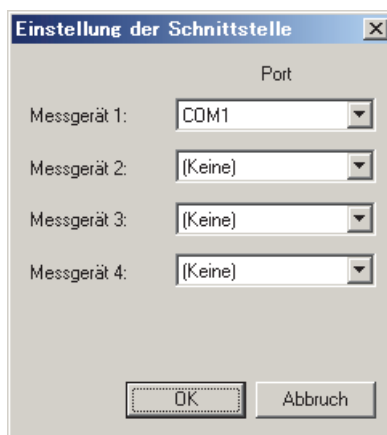 Einstellung der Schnittstelle
Port
Messgerät 1: COM1
Messgerät 2: (Keine)
Messgerät 3: (Keine)
Messgerät 4: (Keine)
OK Abbruch